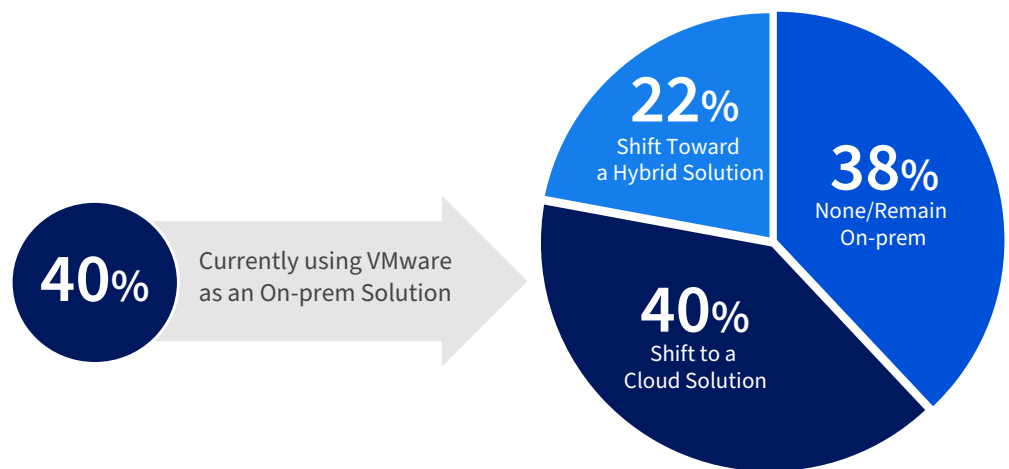 40%
Currently using VMware
as an On-prem Solution
22%
Shift Toward
a Hybrid Solution
38%
None/Remain
On-prem
40%
Shift to a
Cloud Solution